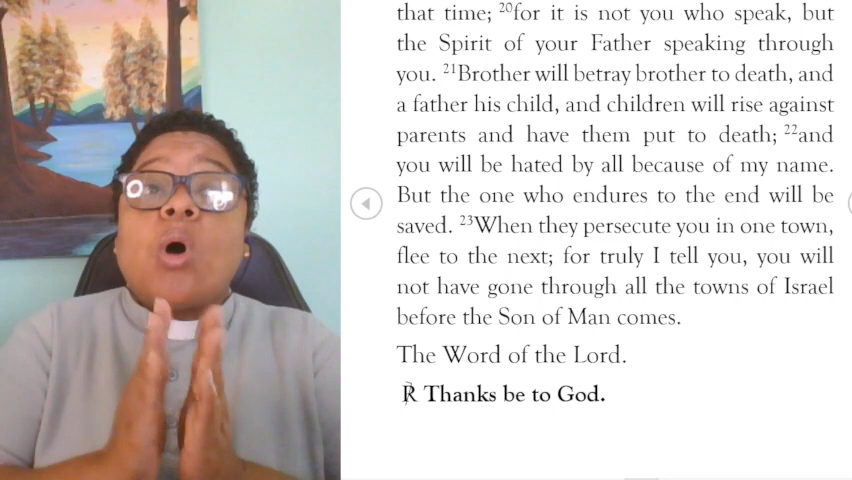 that time; ²⁰for it is not you who speak, but
the Spirit of your Father speaking through
you. ²¹Brother will betray brother to death, and
a father his child, and children will rise against
parents and have them put to death; ²²and
you will be hated by all because of my name.
But the one who endures to the end will be
saved. ²³When they persecute you in one town,
flee to the next; for truly I tell you, you will
not have gone through all the towns of Israel
before the Son of Man comes.
The Word of the Lord.
℟ Thanks be to God.